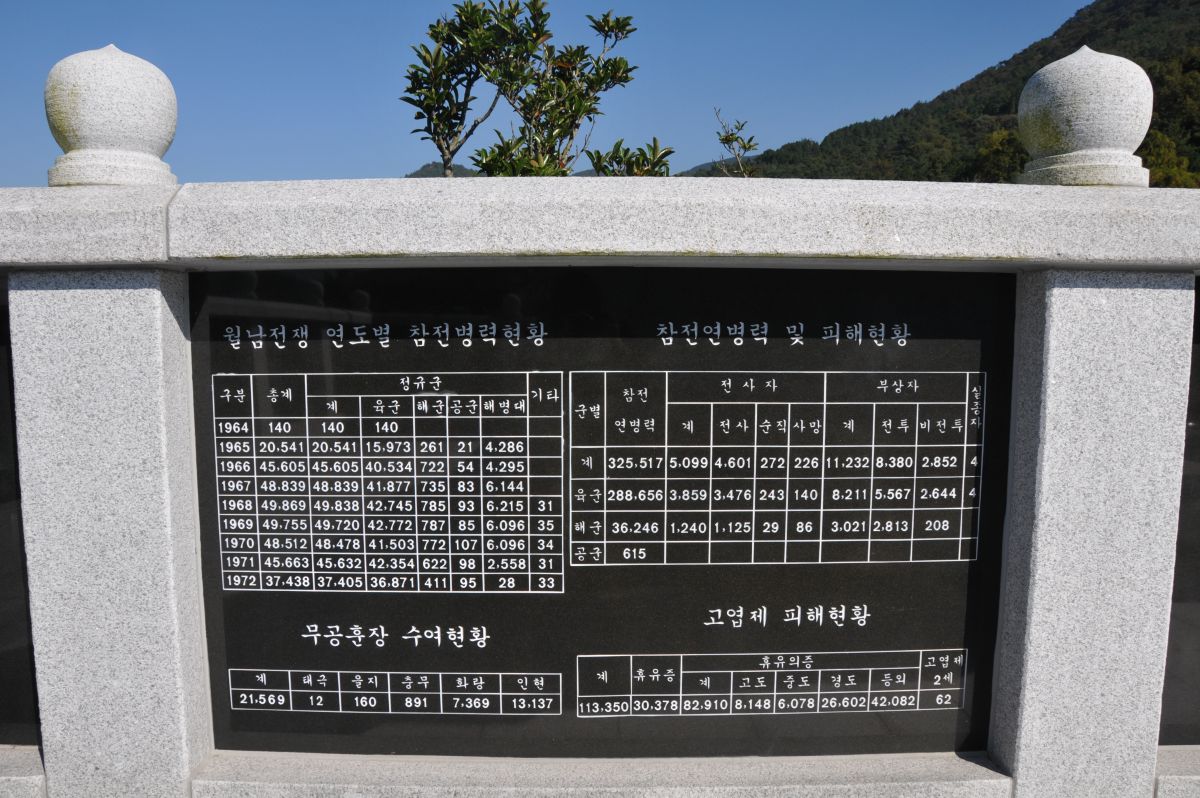 월남전쟁 연도별 참전병력현황
구분 총계 정규군 기타
계 육군 해군 공군 해병대
1964 140 140 140
1965 20,541 20,541 15,973 261 21 4,286
1966 45,605 45,605 40,534 722 54 4,295
1967 48,839 48,839 41,877 735 83 6,144
1968 49,869 49,838 42,745 785 93 6,215 31
1969 49,755 49,720 42,772 787 85 6,096 35
1970 48,512 48,478 41,503 772 107 6,096 34
1971 45,663 45,632 42,354 622 98 2,558 31
1972 37,438 37,405 36,871 411 95 28 33
참전연병력 및 피해현황
군별 참전 연병력 전사자 부상자 실종자
계 전사 순직 사망 계 전투 비전투
계 325,517 5,099 4,601 272 226 11,232 8,380 2,852 4
육군 288,656 3,859 3,476 243 140 8,211 5,567 2,644 4
해군 36,246 1,240 1,125 29 86 3,021 2,813 208
공군 615
무공훈장 수여현황
계 태극 을지 충무 화랑 인헌
21,569 12 160 891 7,369 13,137
고엽제 피해현황
계 휴유증 휴유의증 고엽제 2세
계 고도 중도 경도 등외
113,350 30,378 82,910 8,148 6,078 26,602 42,082 62